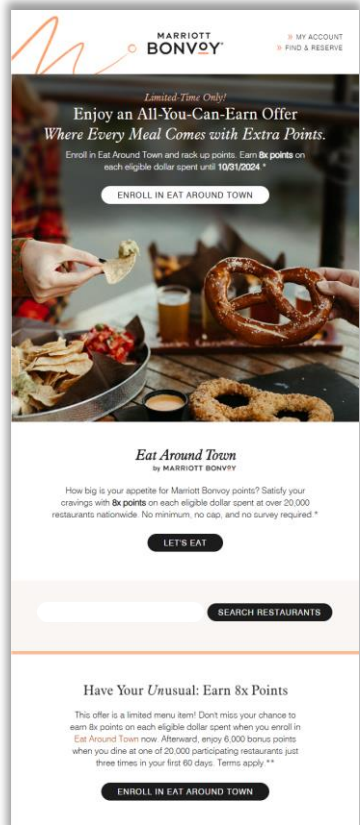 MARRIOTT
BONVOY
» MY ACCOUNT
» FIND & RESERVE
Limited-Time Only!
Enjoy an All-You-Can-Earn Offer
Where Every Meal Comes with Extra Points.
Enroll in Eat Around Town and rack up points. Earn 8x points on
each eligible dollar spent until 10/31/2024.*
ENROLL IN EAT AROUND TOWN
Eat Around Town
by MARRIOTT BONVOY
How big is your appetite for Marriott Bonvoy points? Satisfy your
cravings with 8x points on each eligible dollar spent at over 20,000
restaurants nationwide. No minimum, no cap, and no survey required.*
LET'S EAT
SEARCH RESTAURANTS
Have Your Unusual: Earn 8x Points
This offer is a limited menu item! Don't miss your chance to
earn 8x points on each eligible dollar spent when you enroll in
Eat Around Town now. Afterward, enjoy 6,000 bonus points
when you dine at one of 20,000 participating restaurants just
three times in your first 60 days. Terms apply.**
ENROLL IN EAT AROUND TOWN